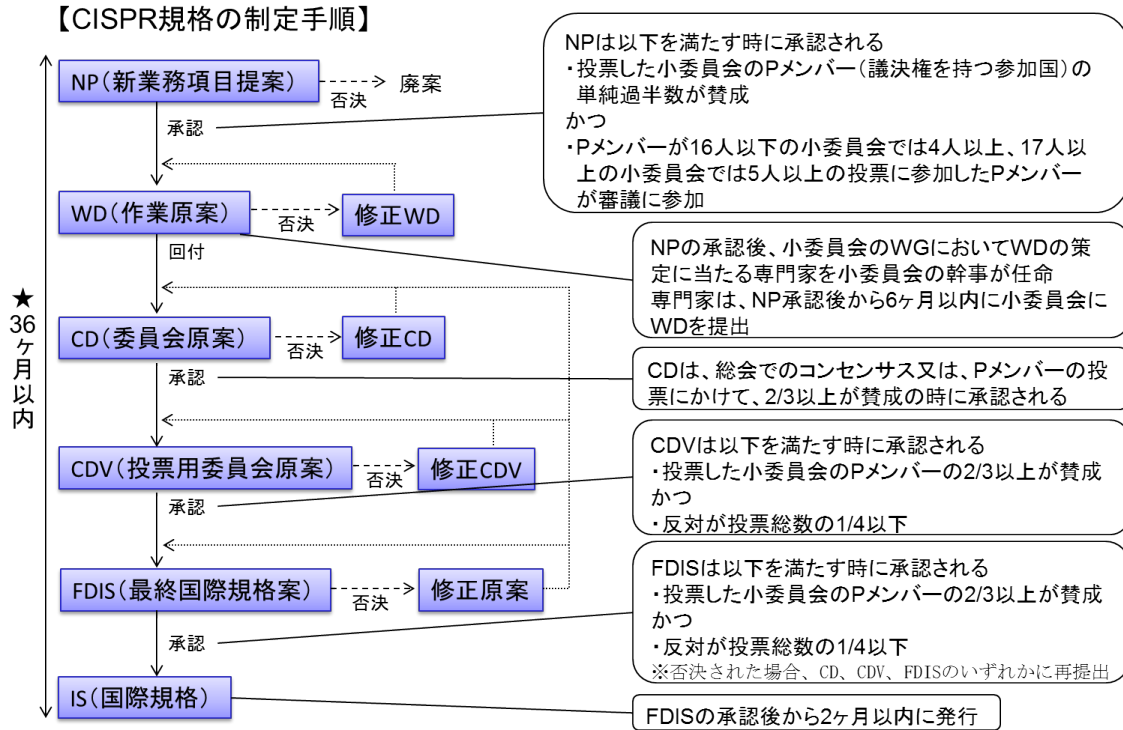 【CISPR規格の制定手順】
NP(新業務項目提案)
否決
廃案
承認
NPは以下を満たす時に承認される
・投票した小委員会のPメンバー(議決権を持つ参加国)の
単純過半数が賛成
かつ
・Pメンバーが16人以下の小委員会では4人以上、17人以
上の小委員会では5人以上の投票に参加したPメンバー
が審議に参加
WD(作業原案)
否決
修正WD
回付
NPの承認後、小委員会のWGにおいてWDの策
定に当たる専門家を小委員会の幹事が任命
専門家は、NP承認後から6ヶ月以内に小委員会に
WDを提出
★36ヶ月以内
CD(委員会原案)
否決
修正CD
承認
CDは、総会でのコンセンサス又は、Pメンバーの投
票にかけて、2/3以上が賛成の時に承認される
CDV(投票用委員会原案)
否決
修正CDV
承認
CDVは以下を満たす時に承認される
・投票した小委員会のPメンバーの2/3以上が賛成
かつ
・反対が投票総数の1/4以下
FDIS(最終国際規格案)
否決
修正原案
承認
FDISは以下を満たす時に承認される
・投票した小委員会のPメンバーの2/3以上が賛成
かつ
・反対が投票総数の1/4以下
※否決された場合、CD、CDV、FDISのいずれかに再提出
IS(国際規格)
FDISの承認後から2ヶ月以内に発行